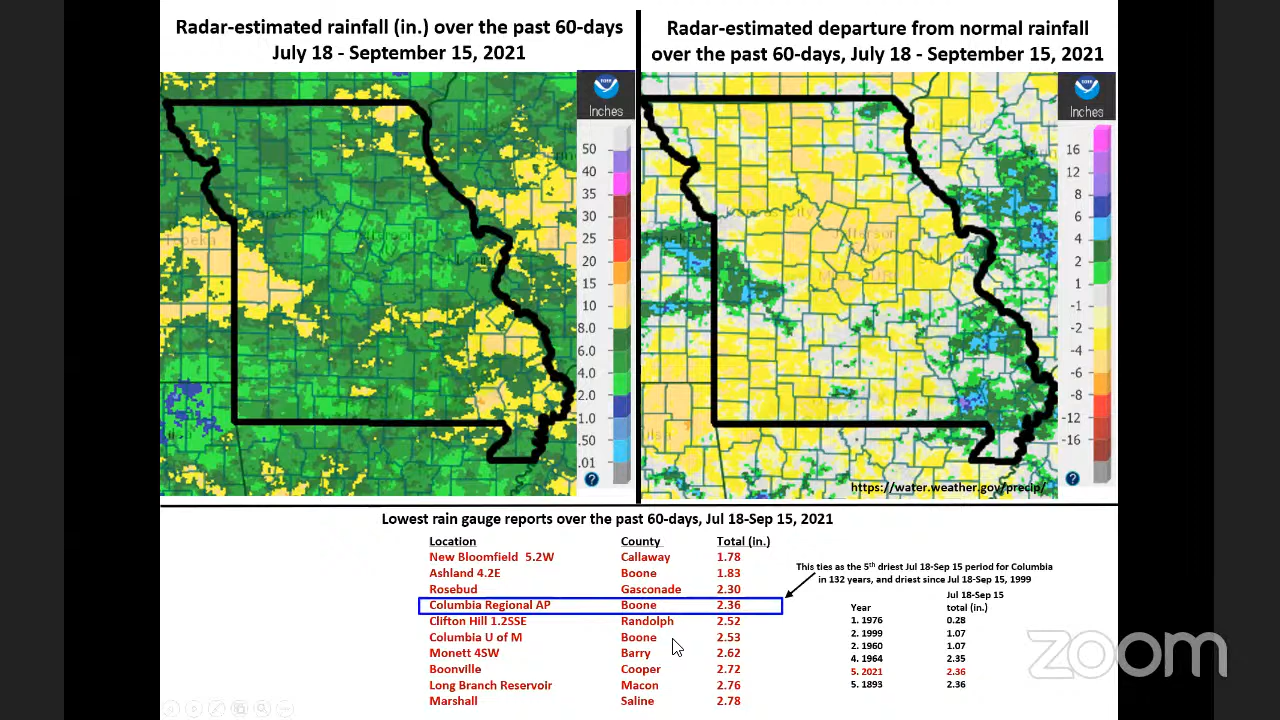 Radar-estimated rainfall (in.) over the past 60-days
July 18 - September 15, 2021
Radar-estimated departure from normal rainfall
over the past 60-days, July 18 - September 15, 2021
Inches
50
40
35
30
25
20
15
10
8.0
6.0
4.0
2.0
1.0
.50
.01
?
Inches
16
12
8
6
4
2
1
-1
-2
-4
-6
-8
-12
-16
?
https://water.weather.gov/precip/
Lowest rain gauge reports over the past 60-days, Jul 18-Sep 15, 2021
Location County Total (in.)
New Bloomfield 5.2W Callaway 1.78
Ashland 4.2E Boone 1.83
Rosebud Gasconade 2.30
Columbia Regional AP Boone 2.36
Clifton Hill 1.2SSE Randolph 2.52
Columbia U of M Boone 2.53
Monett 4SW Barry 2.62
Boonville Cooper 2.72
Long Branch Reservoir Macon 2.76
Marshall Saline 2.78
This ties as the 5th driest Jul 18-Sep 15 period for Columbia
in 132 years, and driest since Jul 18-Sep 15, 1999
Jul 18-Sep 15
Year total (in.)
1. 1976 0.28
2. 1999 1.07
2. 1960 1.07
4. 1964 2.35
5. 2021 2.36
5. 1893 2.36
zoom